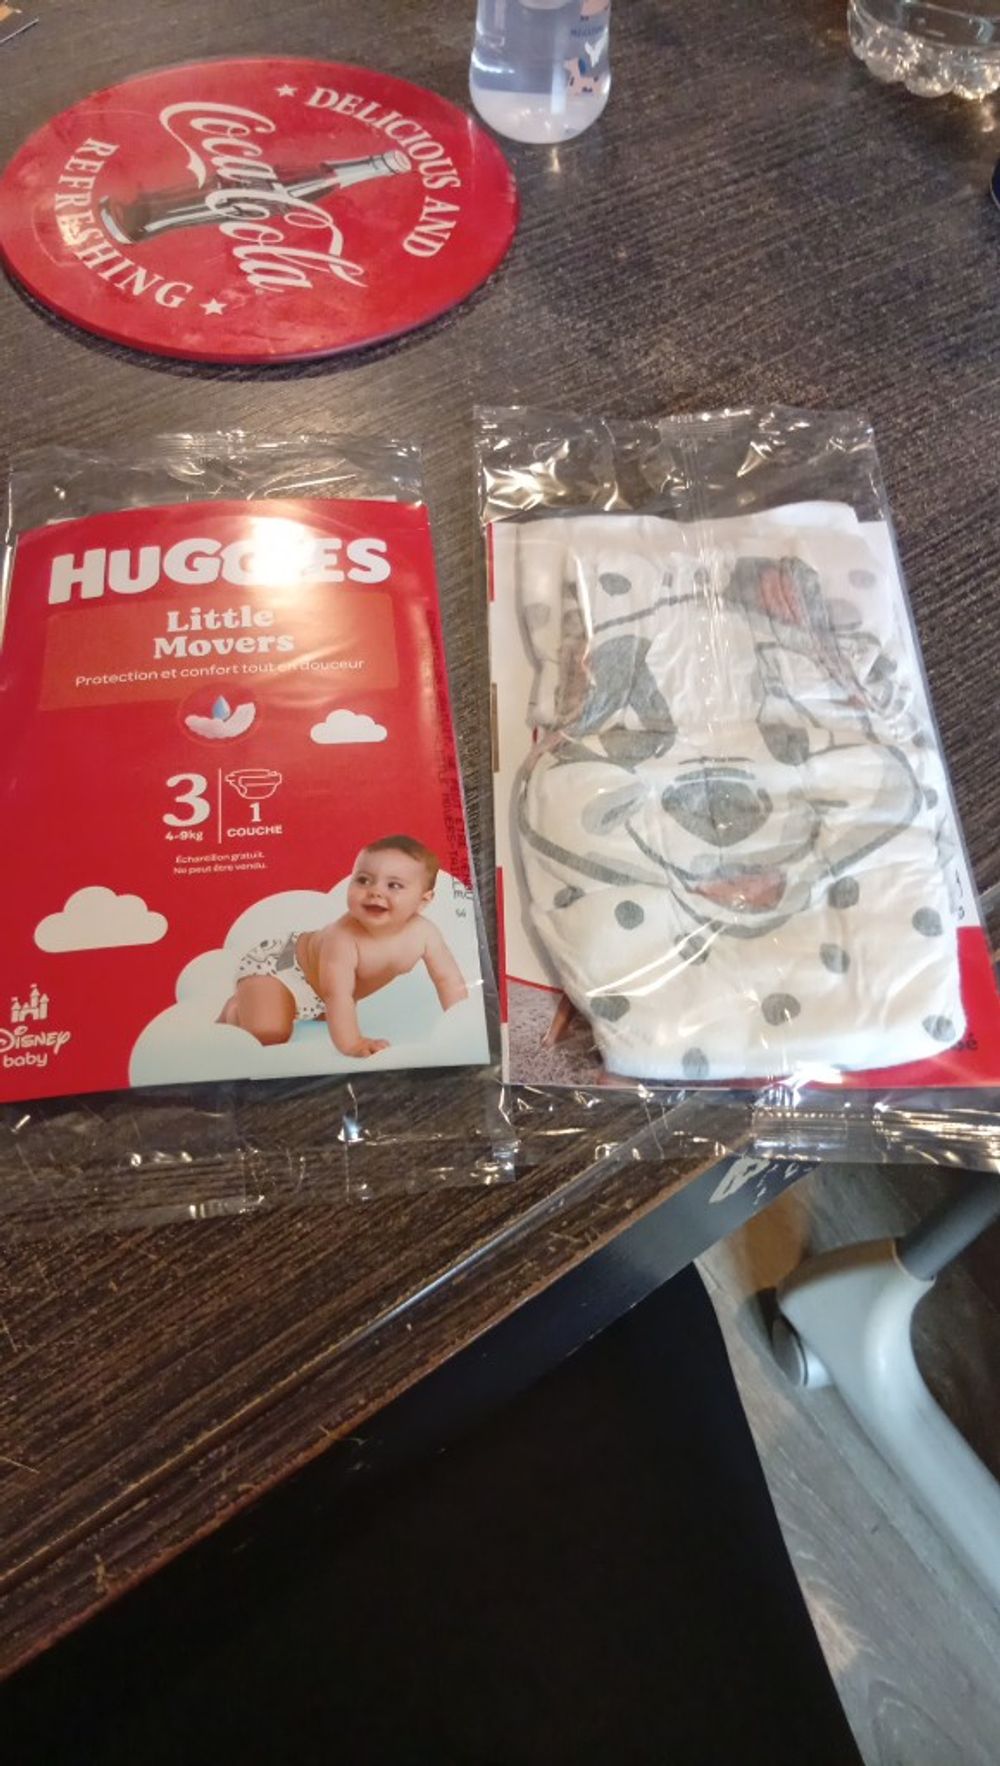 DELICIOUS AND
Coca-Cola
REFRESHING
HUGGIES
Little
Movers
Protection et confort tout en douceur
3
4-9kg
1
COUCHE
Échantillon gratuit.
Ne peut être vendu.
Disney
baby